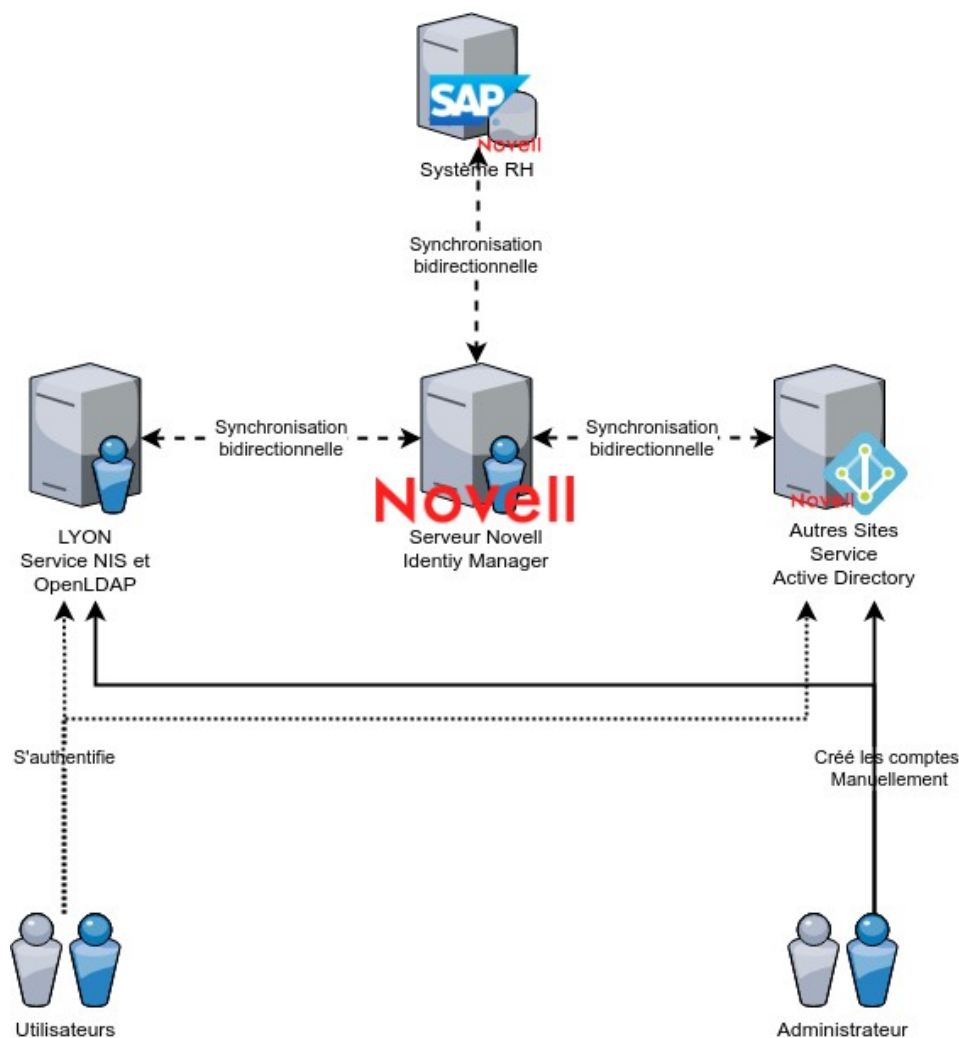 SAP
Novell
Système RH
Synchronisation
bidirectionnelle
Synchronisation
bidirectionnelle
Synchronisation
bidirectionnelle
Novell
Novell
LYON
Service NIS et
OpenLDAP
Serveur Novell
Identiy Manager
Autres Sites
Service
Active Directory
S'authentifie
Créé les comptes
Manuellement
Utilisateurs
Administrateur